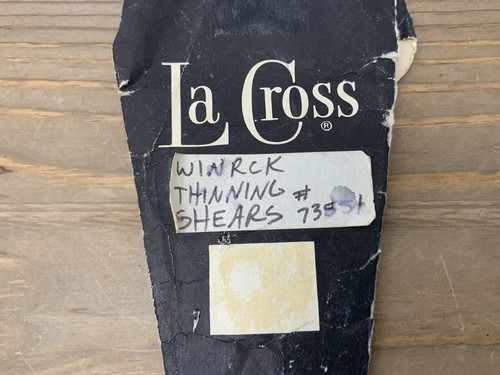 La Cross
®
WINRCK
THINNING #
SHEARS